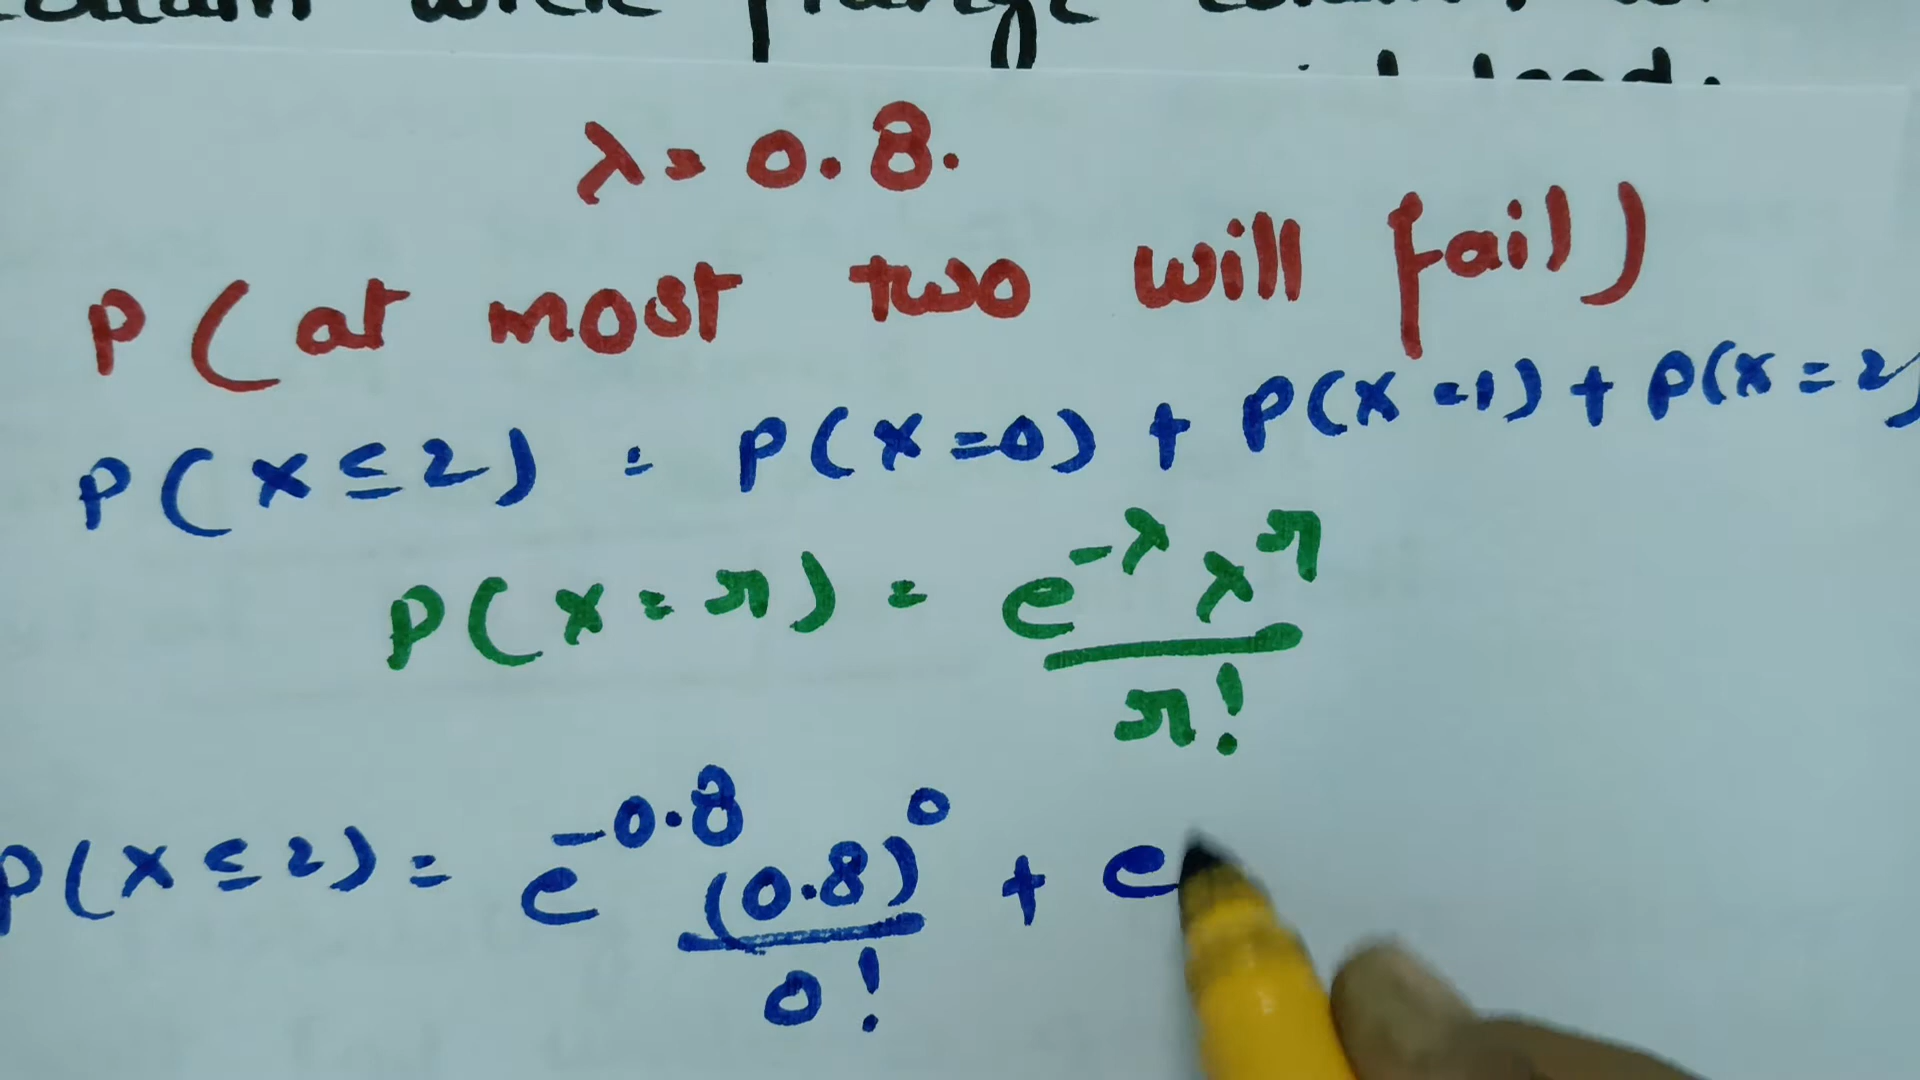 λ = 0.8.
P(at most two will fail)
P(X ≤ 2) = P(X=0) + P(X=1) + P(X=2)
P(X=r) = e^-λ λ^r / r!
P(X ≤ 2) = e^-0.8 (0.8)^0 / 0! + e